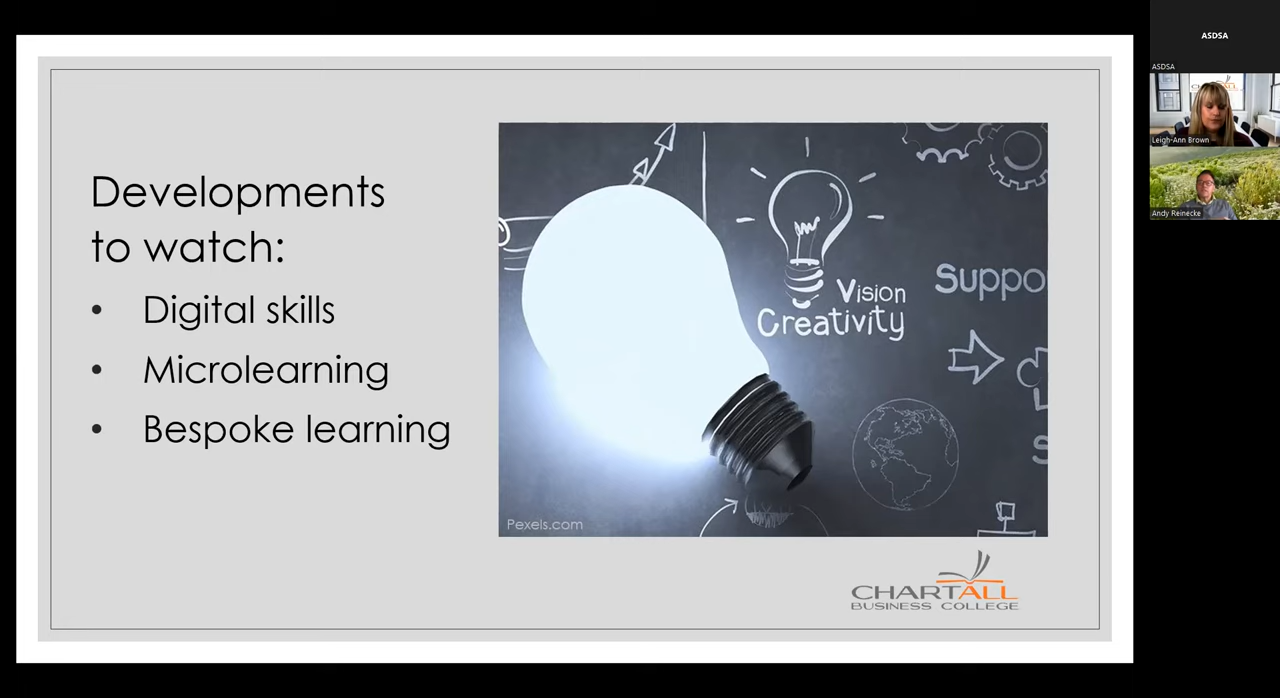 Developments
to watch:
• Digital skills
• Microlearning
• Bespoke learning
Vision
Creativity
Suppo
Pexels.com
CHARTALL
BUSINESS COLLEGE
ASDSA
ASDSA
Leigh-Ann Brown
Andy Reinecke